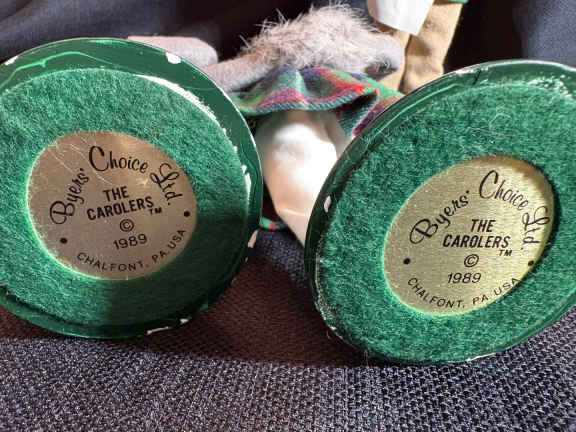 Byers' Choice Ltd
THE
CAROLERS™
©
1989
CHALFONT, PA USA
Byers' Choice Ltd
THE
CAROLERS™
©
1989
CHALFONT, PA USA